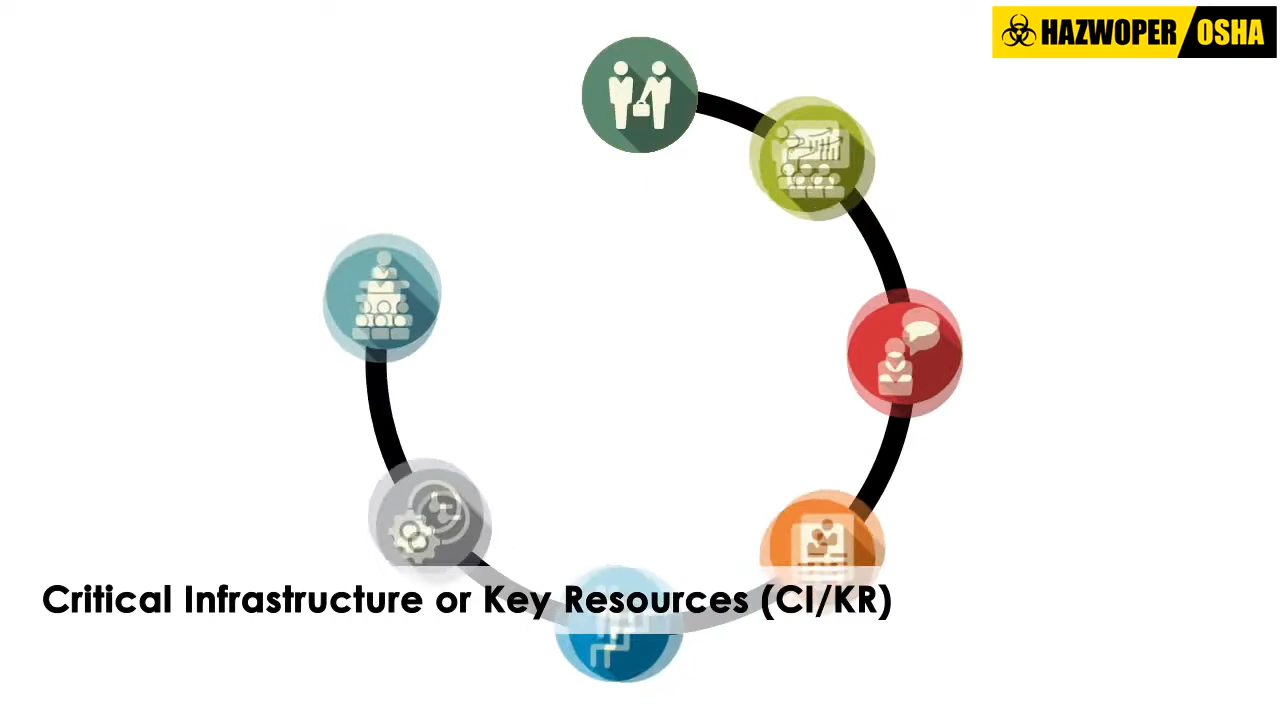 HAZWOPER OSHA
Critical Infrastructure or Key Resources (CI/KR)